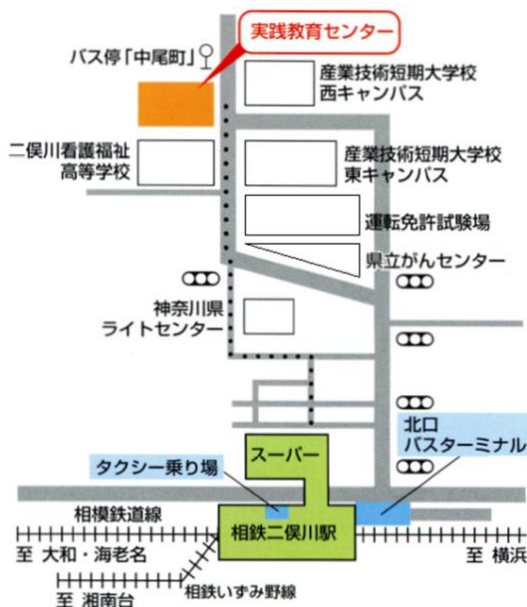 実践教育センター
バス停「中尾町」
産業技術短期大学校
西キャンパス
二俣川看護福祉
高等学校
産業技術短期大学校
東キャンパス
運転免許試験場
県立がんセンター
神奈川県
ライトセンター
北口
バスターミナル
スーパー
タクシー乗り場
相模鉄道線
相鉄二俣川駅
至 大和・海老名
至 横浜
相鉄いずみ野線
至 湘南台